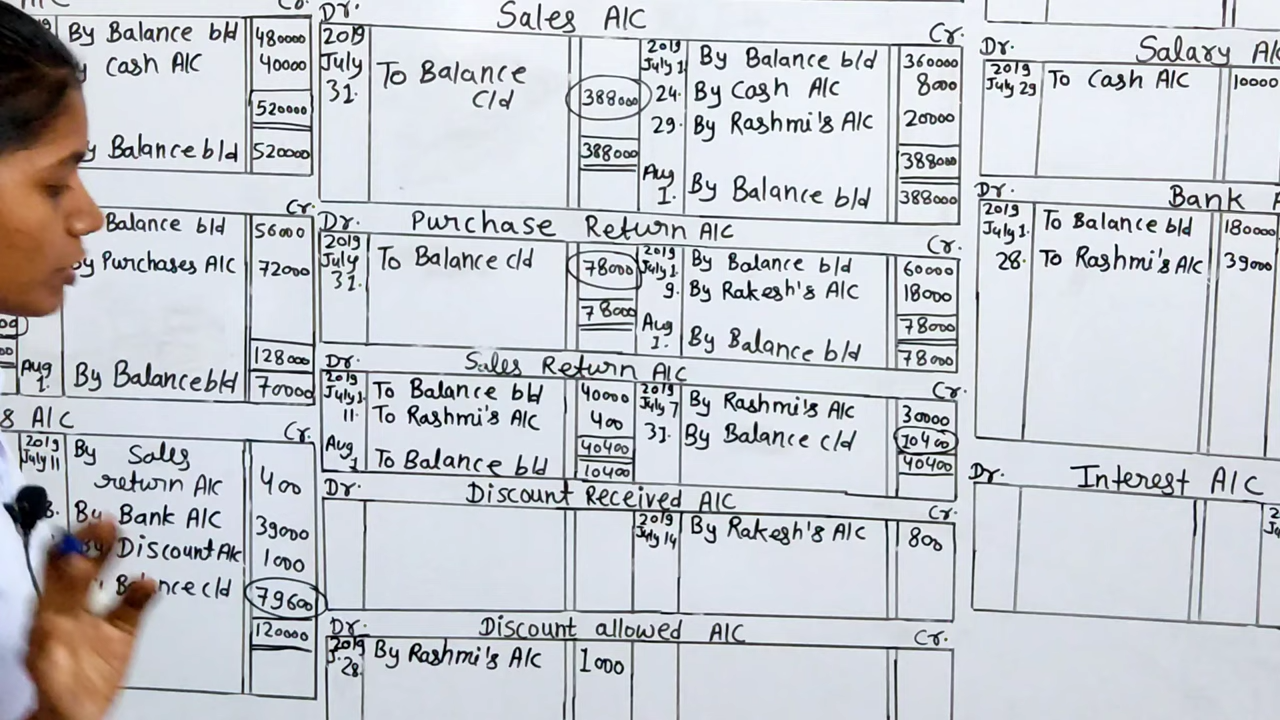 Cr.
By Balance b/d 480000
Cash A/C 40000
520000
Balance b/d 520000
Cr.
Balance b/d 56000
By Purchases A/C 72000
128000
Aug 1. By Balance b/d 70000
A/C
Cr.
2019 July 11 By Sales return A/C 400
By Bank A/C 39000
By Discount A/c 1000
Balance c/d 79600
120000
Sales A/C
Dr. Cr.
2019 July 31. To Balance c/d 388000
388000
2019 July 1 By Balance b/d 360000
24. By Cash A/C 8000
29. By Rashmi's A/C 20000
388000
Aug 1. By Balance b/d 388000
Purchase Return A/C
Dr. Cr.
2019 July 31. To Balance c/d 78000
78000
2019 July 1. By Balance b/d 60000
9. By Rakesh's A/C 18000
78000
Aug 1. By Balance b/d 78000
Sales Return A/C
Dr. Cr.
2019 July 1. To Balance b/d 40000
11. To Rashmi's A/C 400
40400
Aug 1 To Balance b/d 10400
2019 July 7 By Rashmi's A/C 30000
31. By Balance c/d 10400
40400
Discount Received A/C
Dr. Cr.
2019 July 14 By Rakesh's A/C 800
Discount allowed A/C
Dr. Cr.
2019 J. 28. By Rashmi's A/C 1000
Salary A/C
Dr.
2019 July 29 To Cash A/C 10000
Bank A
Dr.
2019 July 1. To Balance b/d 180000
28. To Rashmi's A/C 39000
Interest A/C
Dr.